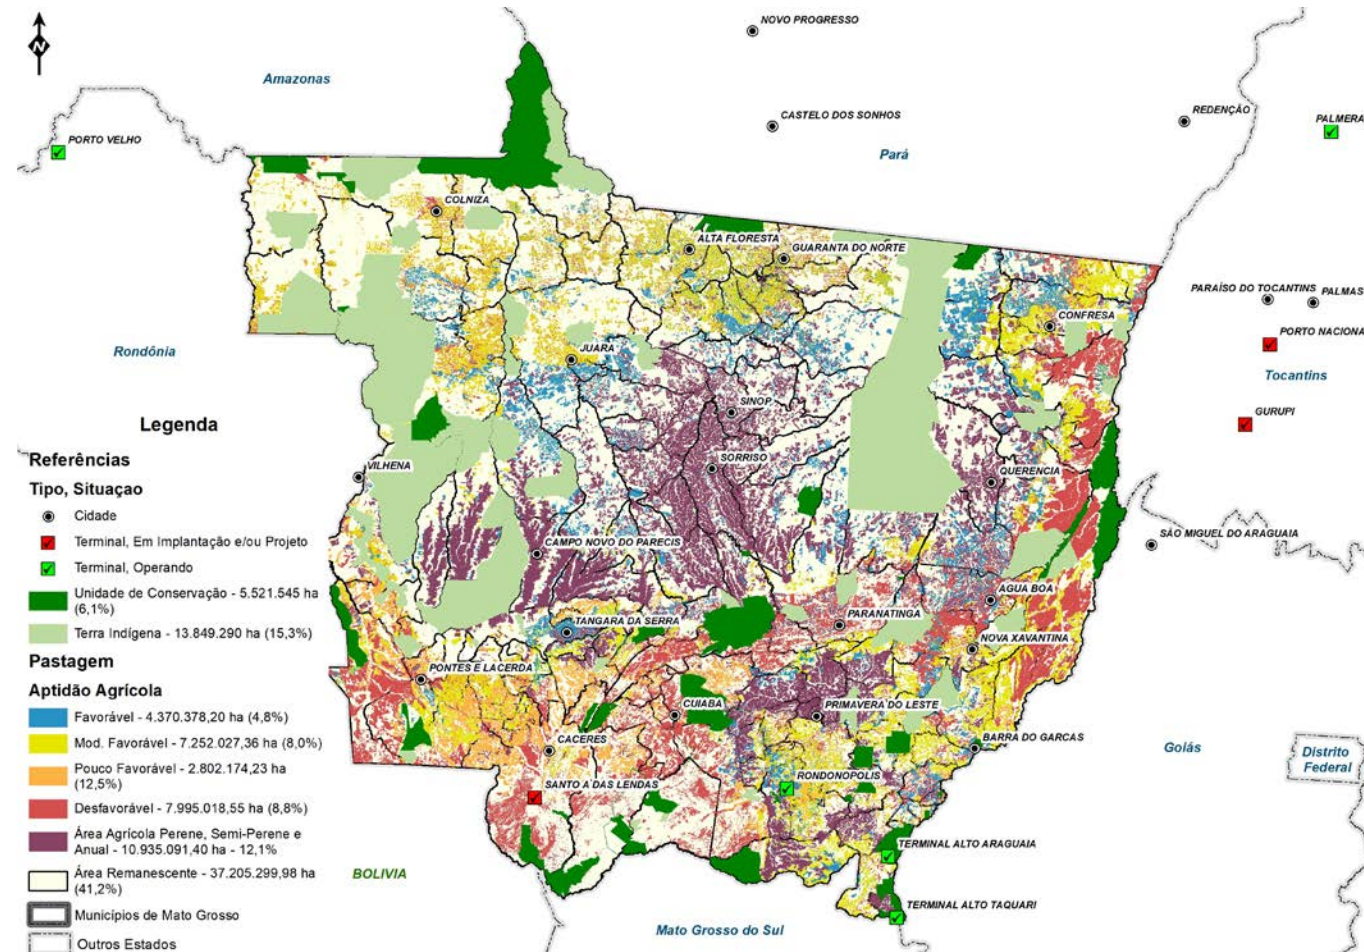 N
NOVO PROGRESSO
Amazonas
CASTELO DOS SONHOS
REDENÇÃO
PALMERA
PORTO VELHO
Pará
COLNIZA
ALTA FLORESTA
GUARANTA DO NORTE
PARAÍSO DO TOCANTINS
PALMAS
CONFRESA
PORTO NACIONA
Rondônia
JUARA
Tocantins
SINOP
GURUPI
Legenda
SORRISO
Referências
VILHENA
QUERENCIA
Tipo, Situaçao
Cidade
SÃO MIGUEL DO ARAGUAIA
Terminal, Em Implantação e/ou Projeto
CAMPO NOVO DO PARECIS
Terminal, Operando
Unidade de Conservação - 5.521.545 ha
(6,1%)
AGUA BOA
PARANATINGA
TANGARA DA SERRA
Terra Indígena - 13.849.290 ha (15,3%)
NOVA XAVANTINA
Pastagem
PONTES E LACERDA
Aptidão Agrícola
CUIABA
PRIMAVERA DO LESTE
Favorável - 4.370.378,20 ha (4,8%)
Mod. Favorável - 7.252.027,36 ha (8,0%)
CACERES
BARRA DO GARCAS
Goiás
Distrito
Federal
Pouco Favorável - 2.802.174,23 ha
(12,5%)
RONDONOPOLIS
SANTO A DAS LENDAS
Desfavorável - 7.995.018,55 ha (8,8%)
Área Agrícola Perene, Semi-Perene e
Anual - 10.935.091,40 ha - 12,1%
TERMINAL ALTO ARAGUAIA
Área Remanescente - 37.205.299,98 ha
(41,2%)
BOLIVIA
TERMINAL ALTO TAQUARI
Municípios de Mato Grosso
Mato Grosso do Sul
Outros Estados